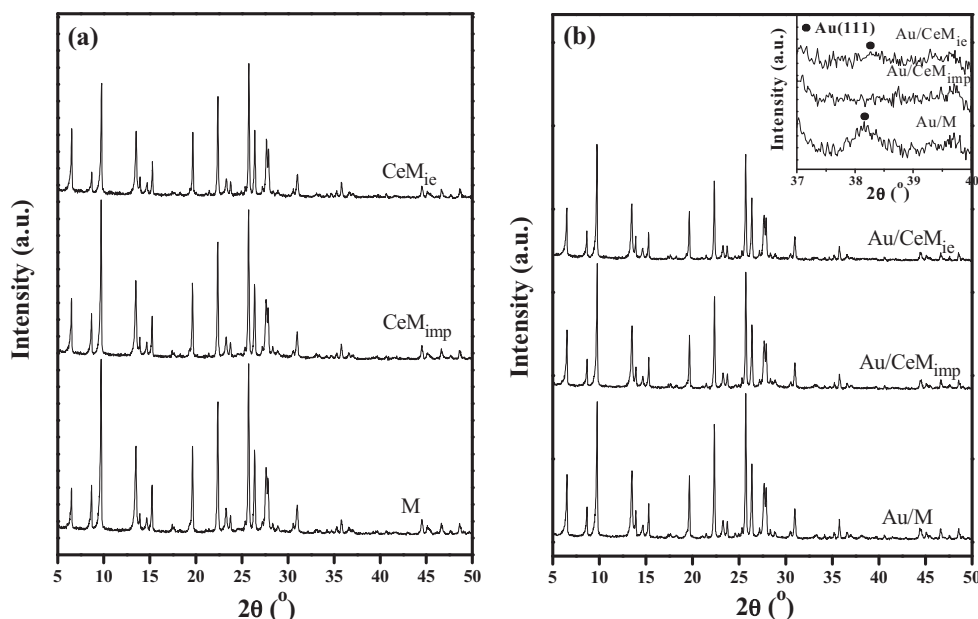 (a)
CeMie
CeMimp
M
Intensity (a.u.)
5 10 15 20 25 30 35 40 45 50
2θ (o)
(b)
Au(111)
Au/CeMie
Au/CeMimp
Au/M
Intensity (a.u.)
37 38 39 40
2θ (o)
Au/CeMie
Au/CeMimp
Au/M
Intensity (a.u.)
5 10 15 20 25 30 35 40 45 50
2θ (o)